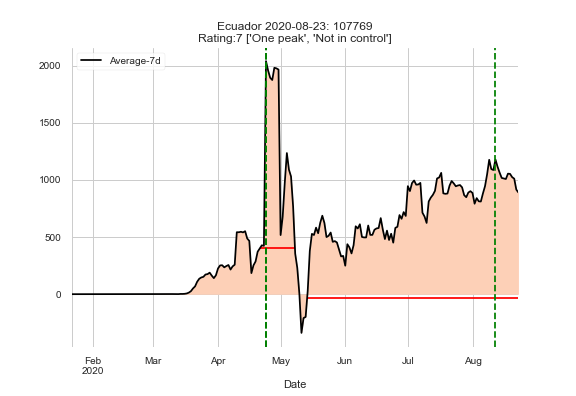 Ecuador 2020-08-23: 107769
Rating:7 ['One peak', 'Not in control']
Average-7d
2000
1500
1000
500
0
Feb
2020
Mar
Apr
May
Jun
Jul
Aug
Date